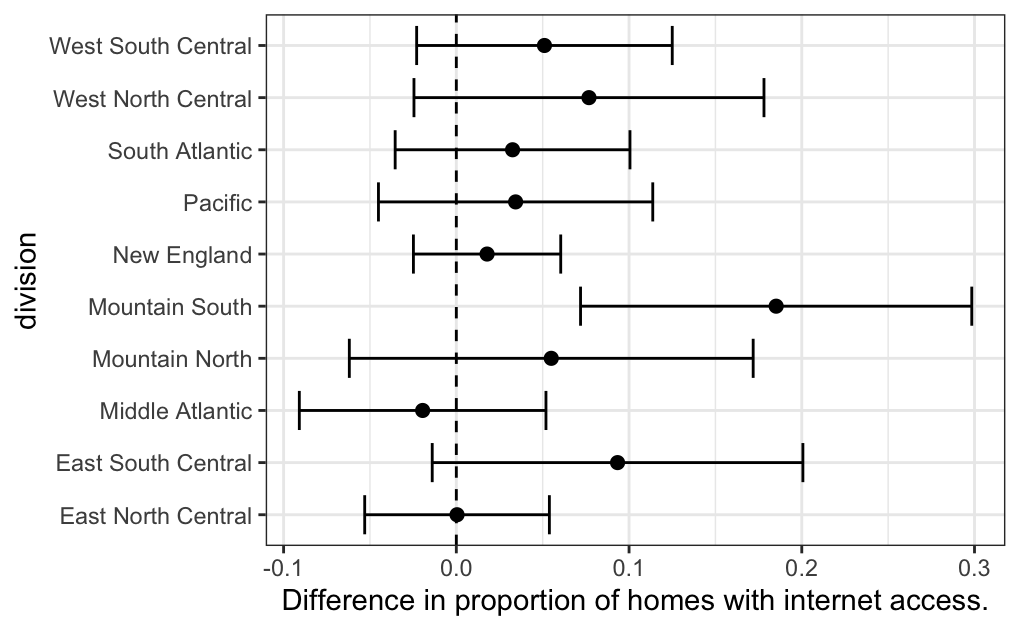 West South Central
West North Central
South Atlantic
Pacific
New England
Mountain South
Mountain North
Middle Atlantic
East South Central
East North Central
division
-0.1 0.0 0.1 0.2 0.3
Difference in proportion of homes with internet access.